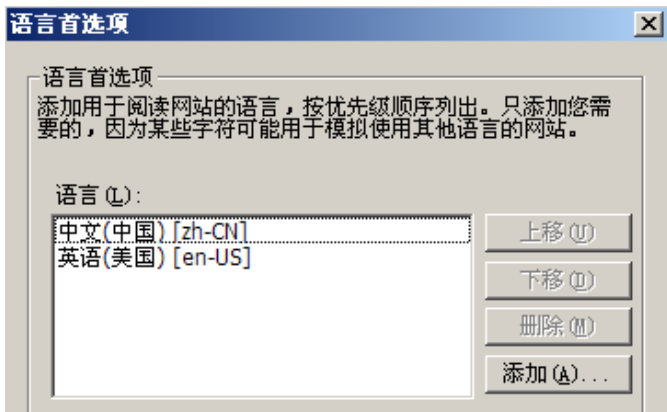 语言首选项
语言首选项
添加用于阅读网站的语言，按优先级顺序列出。只添加您需
要的，因为某些字符可能用于模拟使用其他语言的网站。
语言(L):
中文(中国) [zh-CN]
英语(美国) [en-US]
上移(U)
下移(D)
删除(M)
添加(A)...